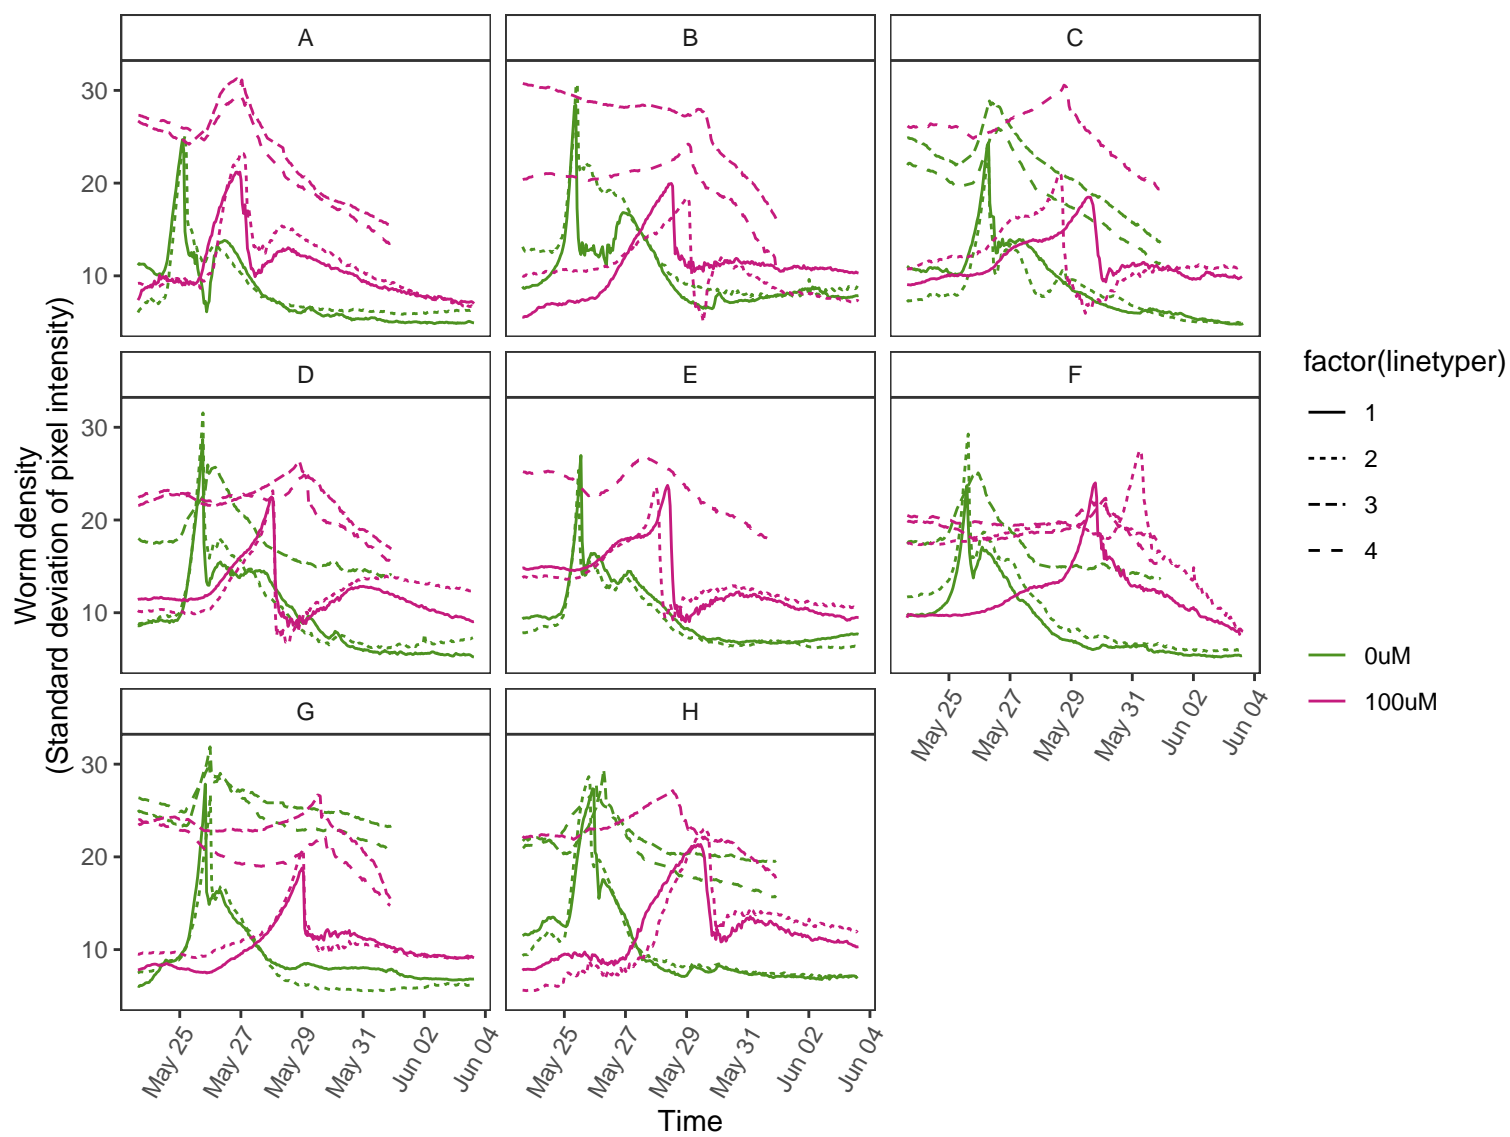 A
B
C
30
20
10
D
E
F
30
20
10
G
H
30
20
10
May 25
May 27
May 29
May 31
Jun 02
Jun 04
May 25
May 27
May 29
May 31
Jun 02
Jun 04
May 25
May 27
May 29
May 31
Jun 02
Jun 04
Time
Worm density
(Standard deviation of pixel intensity)
factor(linetyper)
1
2
3
4
0uM
100uM